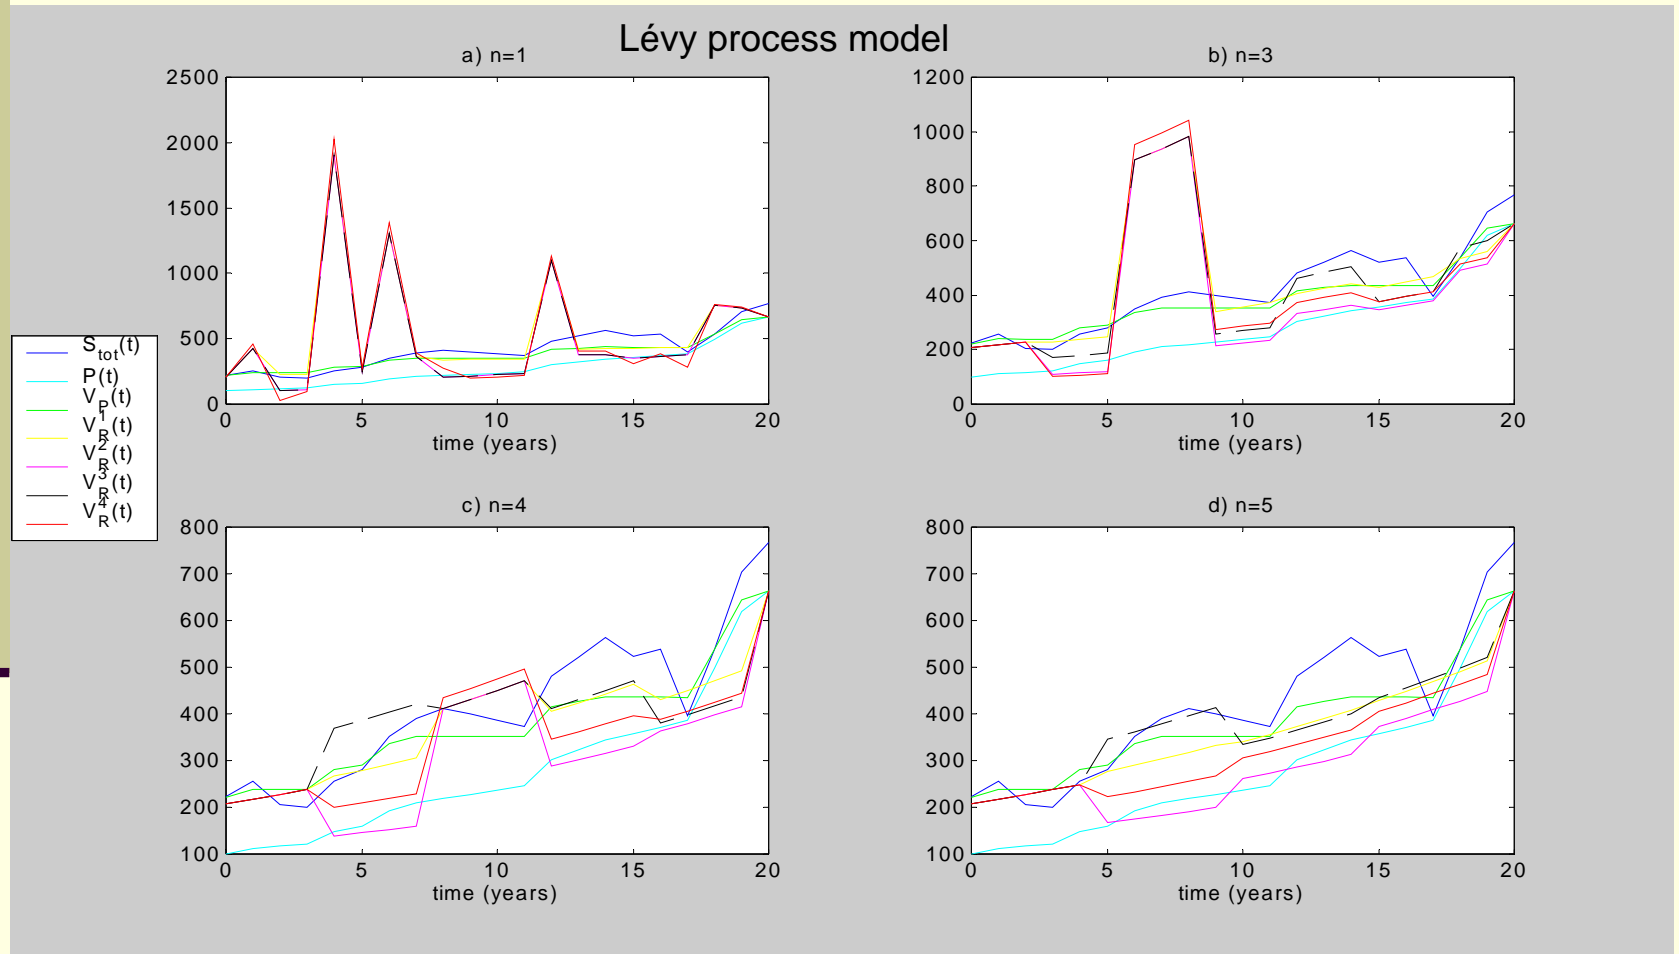 Lévy process model
a) n=1
2500
2000
1500
1000
500
0
0 5 10 15 20
time (years)
b) n=3
1200
1000
800
600
400
200
0
0 5 10 15 20
time (years)
S_tot(t)
P(t)
V_P(t)
V_R^1(t)
V_R^2(t)
V_R^3(t)
V_R^4(t)
c) n=4
800
700
600
500
400
300
200
100
0 5 10 15 20
time (years)
d) n=5
800
700
600
500
400
300
200
100
0 5 10 15 20
time (years)